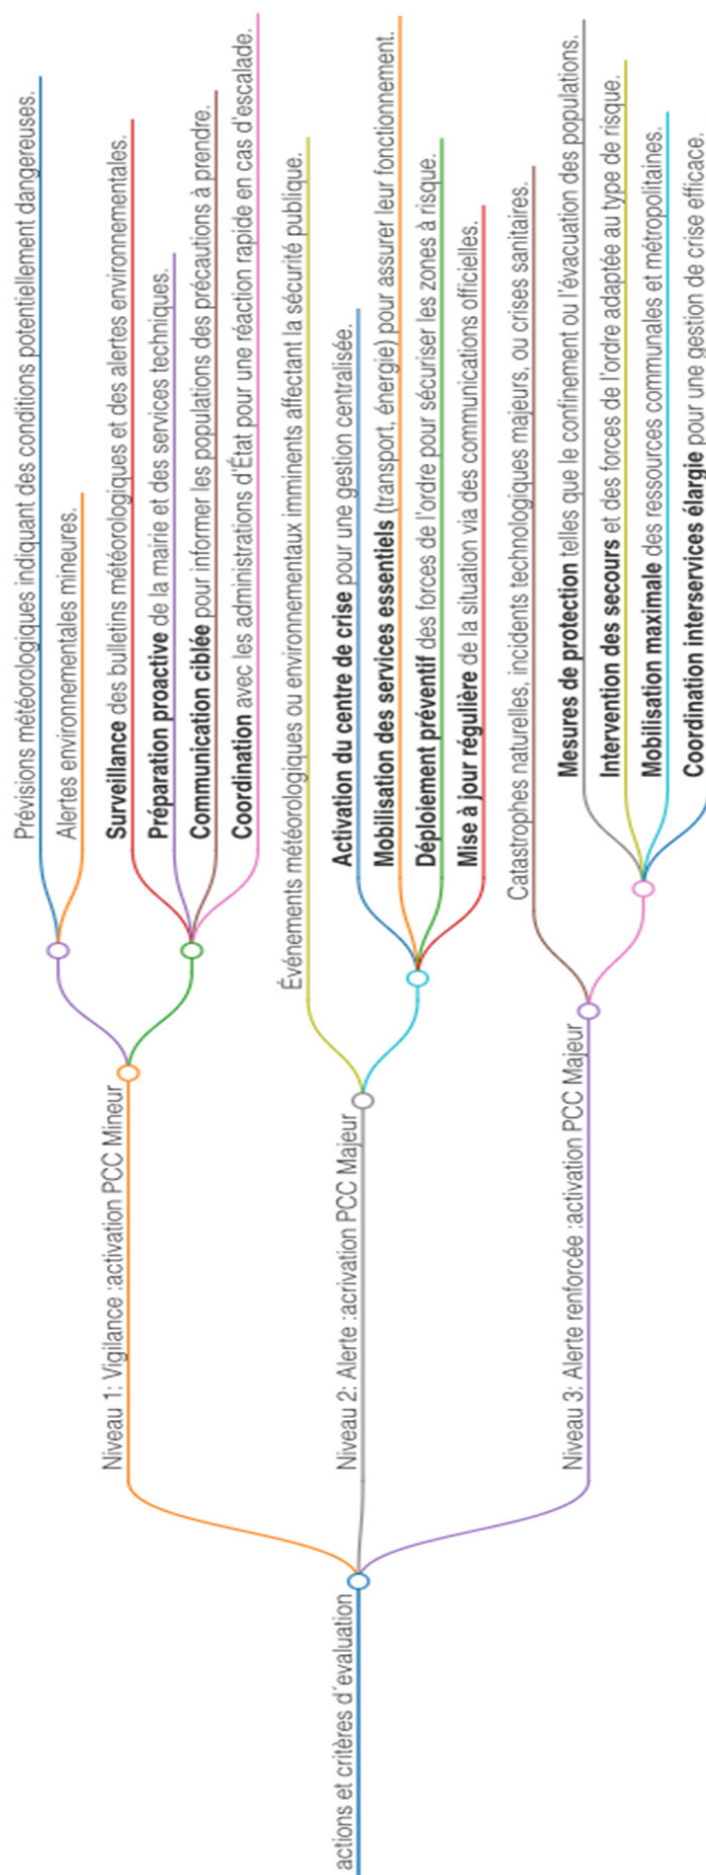 actions et critères d´évaluation
Niveau 1: Vigilance :activation PCC Mineur
Prévisions météorologiques indiquant des conditions potentiellement dangereuses.
Alertes environnementales mineures.
Surveillance des bulletins météorologiques et des alertes environnementales.
Préparation proactive de la mairie et des services techniques.
Communication ciblée pour informer les populations des précautions à prendre.
Coordination avec les administrations d'État pour une réaction rapide en cas d'escalade.
Niveau 2: Alerte :acrivation PCC Majeur
Événements météorologiques ou environnementaux imminents affectant la sécurité publique.
Activation du centre de crise pour une gestion centralisée.
Mobilisation des services essentiels (transport, énergie) pour assurer leur fonctionnement.
Déploiement préventif des forces de l'ordre pour sécuriser les zones à risque.
Mise à jour régulière de la situation via des communications officielles.
Niveau 3: Alerte renforcée :activation PCC Majeur
Catastrophes naturelles, incidents technologiques majeurs, ou crises sanitaires.
Mesures de protection telles que le confinement ou l'évacuation des populations.
Intervention des secours et des forces de l'ordre adaptée au type de risque.
Mobilisation maximale des ressources communales et métropolitaines.
Coordination interservices élargie pour une gestion de crise efficace.